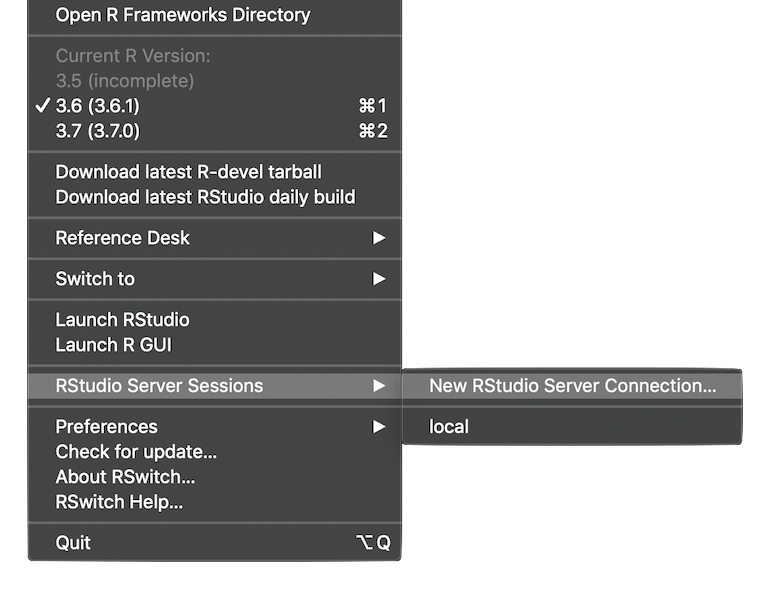 Open R Frameworks Directory
Current R Version:
3.5 (incomplete)
✓ 3.6 (3.6.1) ⌘1
3.7 (3.7.0) ⌘2
Download latest R-devel tarball
Download latest RStudio daily build
Reference Desk ▶
Switch to ▶
Launch RStudio
Launch R GUI
RStudio Server Sessions ▶
New RStudio Server Connection...
local
Preferences ▶
Check for update...
About RSwitch...
RSwitch Help...
Quit ⌥Q